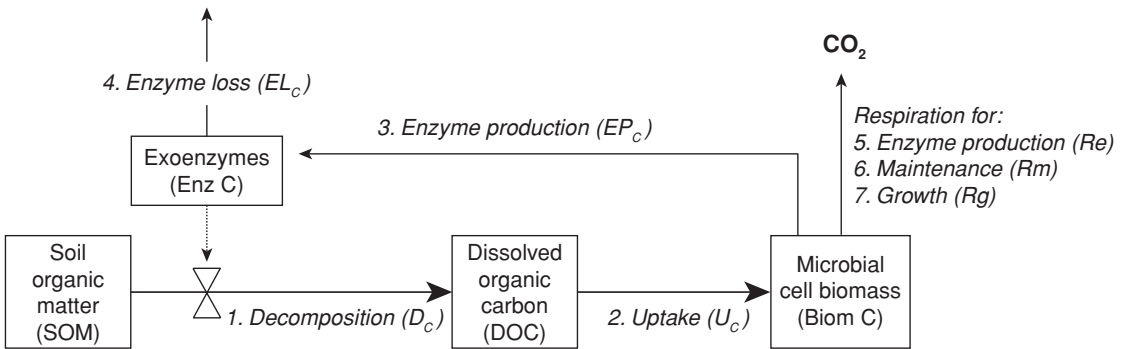 CO2
4. Enzyme loss (ELC)
3. Enzyme production (EPC)
Respiration for:
5. Enzyme production (Re)
6. Maintenance (Rm)
7. Growth (Rg)
Exoenzymes
(Enz C)
Soil
organic
matter
(SOM)
1. Decomposition (DC)
Dissolved
organic
carbon
(DOC)
2. Uptake (UC)
Microbial
cell biomass
(Biom C)